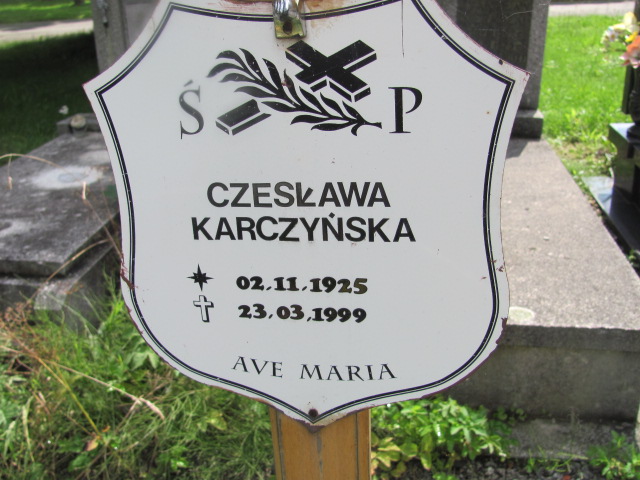 Ś P
CZESŁAWA
KARCZYŃSKA
02.11.1925
23.03.1999
AVE MARIA